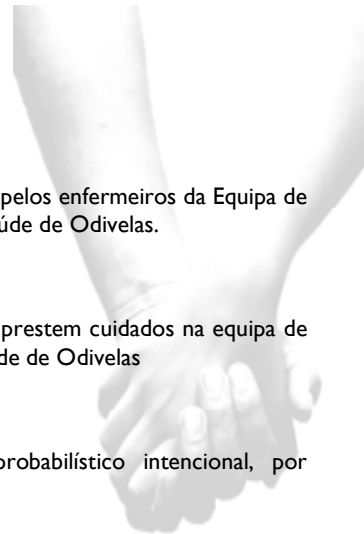 pelos enfermeiros da Equipa de
úde de Odivelas.
prestem cuidados na equipa de
de de Odivelas
probabilístico intencional, por